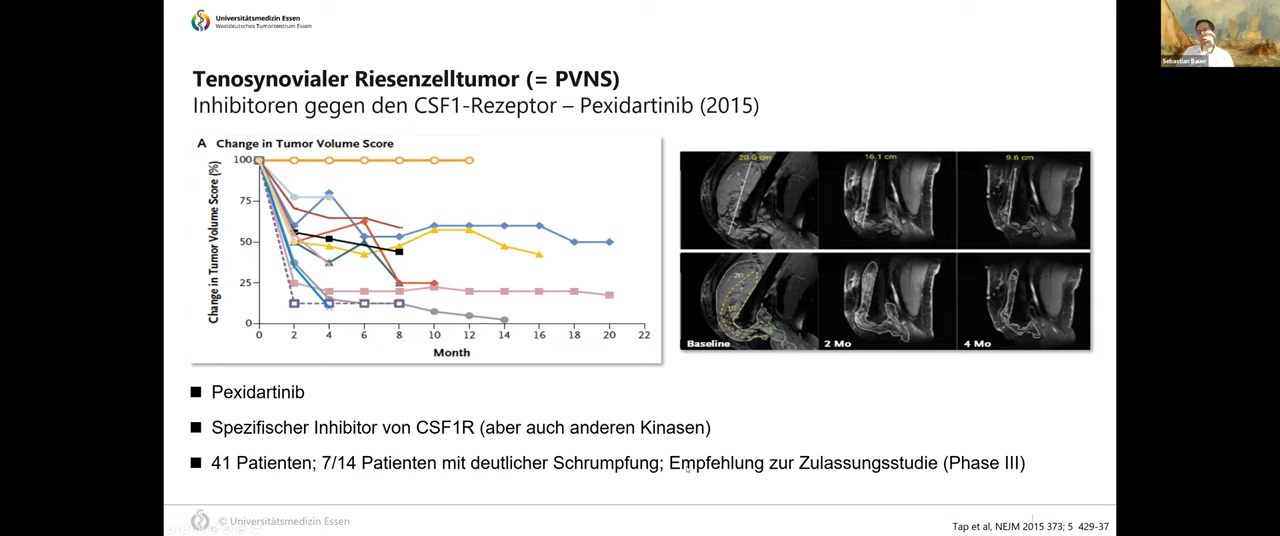 Universitätsmedizin Essen
Westdeutsches Tumorzentrum Essen
Sebastian Bauer
Tenosynovialer Riesenzelltumor (= PVNS)
Inhibitoren gegen den CSF1-Rezeptor – Pexidartinib (2015)
A Change in Tumor Volume Score
Change in Tumor Volume Score (%)
100
75
50
25
0
0 2 4 6 8 10 12 14 16 18 20 22
Month
20.0 cm
16.1 cm
9.6 cm
Baseline
2 Mo
4 Mo
■ Pexidartinib
■ Spezifischer Inhibitor von CSF1R (aber auch anderen Kinasen)
■ 41 Patienten; 7/14 Patienten mit deutlicher Schrumpfung; Empfehlung zur Zulassungsstudie (Phase III)
© Universitätsmedizin Essen
Tap et al, NEJM 2015 373; 5 429-37